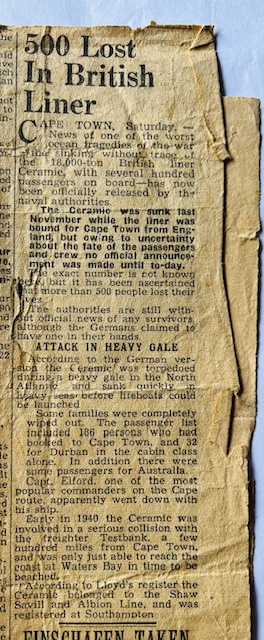 500 Lost
In British
Liner
CAPE TOWN, Saturday. —
News of one of the worst
ocean tragedies of the war
the sinking without trace of
the 18,000-ton British liner
Ceramic, with several hundred
passengers on board—has now
been officially released by the
naval authorities.
The Ceramic was sunk last
November while the liner was
bound for Cape Town from Eng-
land, but owing to uncertainty
about the fate of the passengers
and crew no official announce-
ment was made until to-day.
The exact number is not known
but it has been ascertained
that more than 500 people lost their
lives.
The authorities are still with-
out official news of any survivors,
although the Germans claimed to
have one in their hands.
ATTACK IN HEAVY GALE
According to the German ver-
sion the Ceramic was torpedoed
during a heavy gale in the North
Atlantic and sank quickly in
heavy seas before lifeboats could
be launched
Some families were completely
wiped out. The passenger list
included 186 persons who had
booked to Cape Town, and 32
for Durban in the cabin class
alone. In addition there were
some passengers for Australia.
Capt. Elford, one of the most
popular commanders on the Cape
route, apparently went down with
his ship.
Early in 1940 the Ceramic was
involved in a serious collision with
the freighter Testbank, a few
hundred miles from Cape Town,
and was only just able to reach the
coast at Waters Bay in time to be
beached.
According to Lloyd's register the
Ceramic belonged to the Shaw
Savill and Albion Line, and was
registered at Southampton
FINSCHAFEN TAKEN